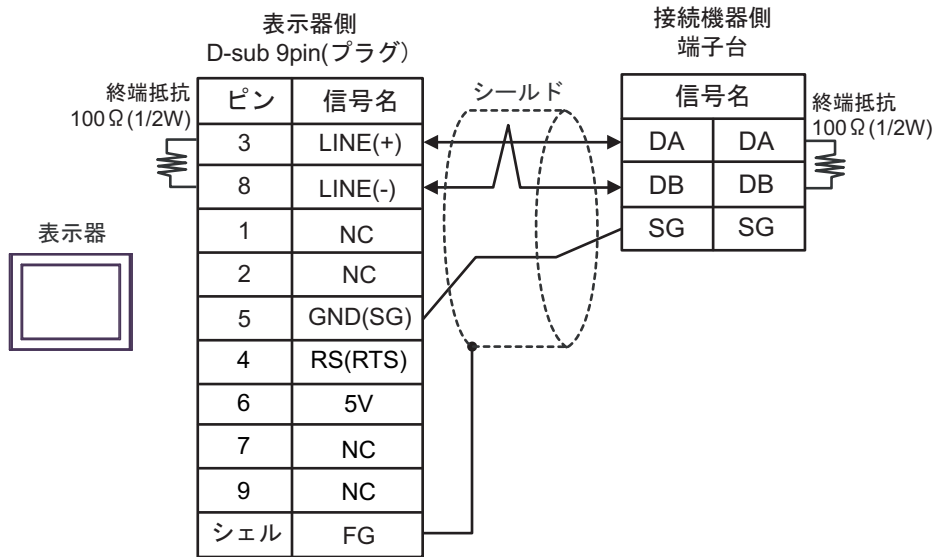 表示器側
D-sub 9pin(プラグ)
接続機器側
端子台
終端抵抗
100Ω(1/2W)
シールド
終端抵抗
100Ω(1/2W)
表示器
ピン 信号名
3 LINE(+)
8 LINE(-)
1 NC
2 NC
5 GND(SG)
4 RS(RTS)
6 5V
7 NC
9 NC
シェル FG
信号名
DA DA
DB DB
SG SG